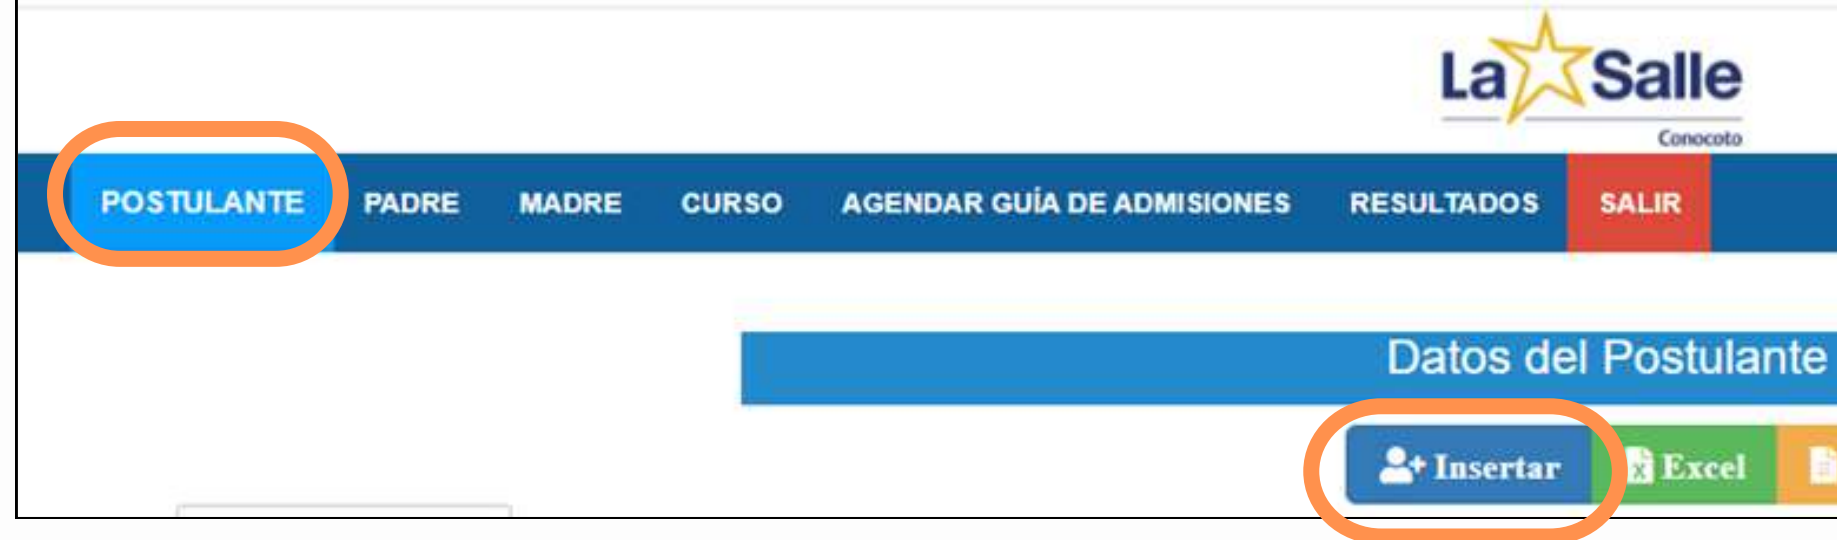 La Salle
Conocoto
POSTULANTE PADRE MADRE CURSO AGENDAR GUÍA DE ADMISIONES RESULTADOS SALIR
Datos del Postulante
Insertar Excel